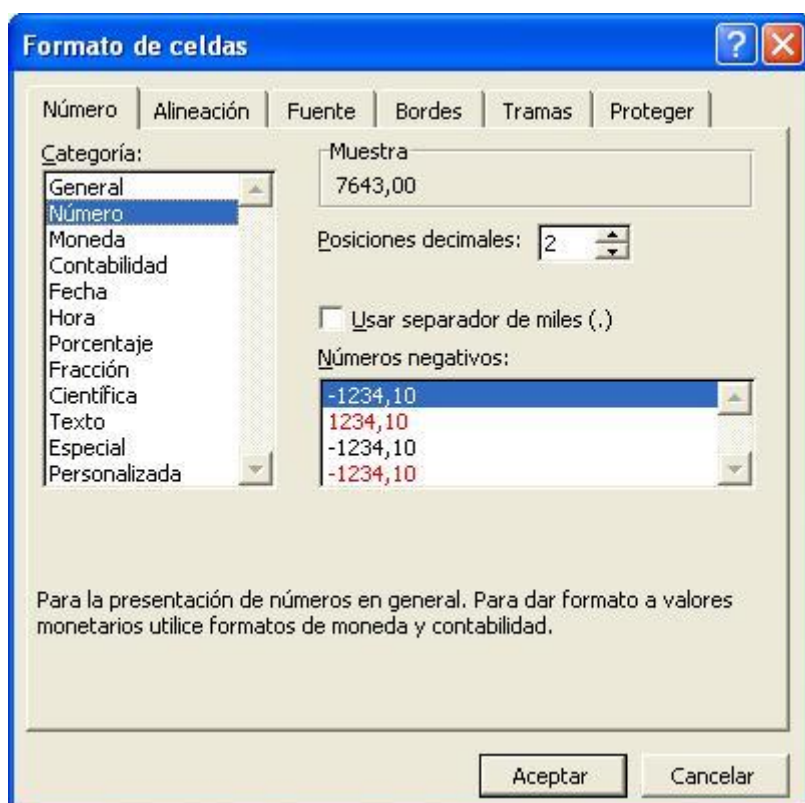 Formato de celdas
Número
Alineación
Fuente
Bordes
Tramas
Proteger
Categoría:
General
Número
Moneda
Contabilidad
Fecha
Hora
Porcentaje
Fracción
Científica
Texto
Especial
Personalizada
Muestra
7643,00
Posiciones decimales: 2
Usar separador de miles (.)
Números negativos:
-1234,10
1234,10
-1234,10
-1234,10
Para la presentación de números en general. Para dar formato a valores
monetarios utilice formatos de moneda y contabilidad.
Aceptar
Cancelar